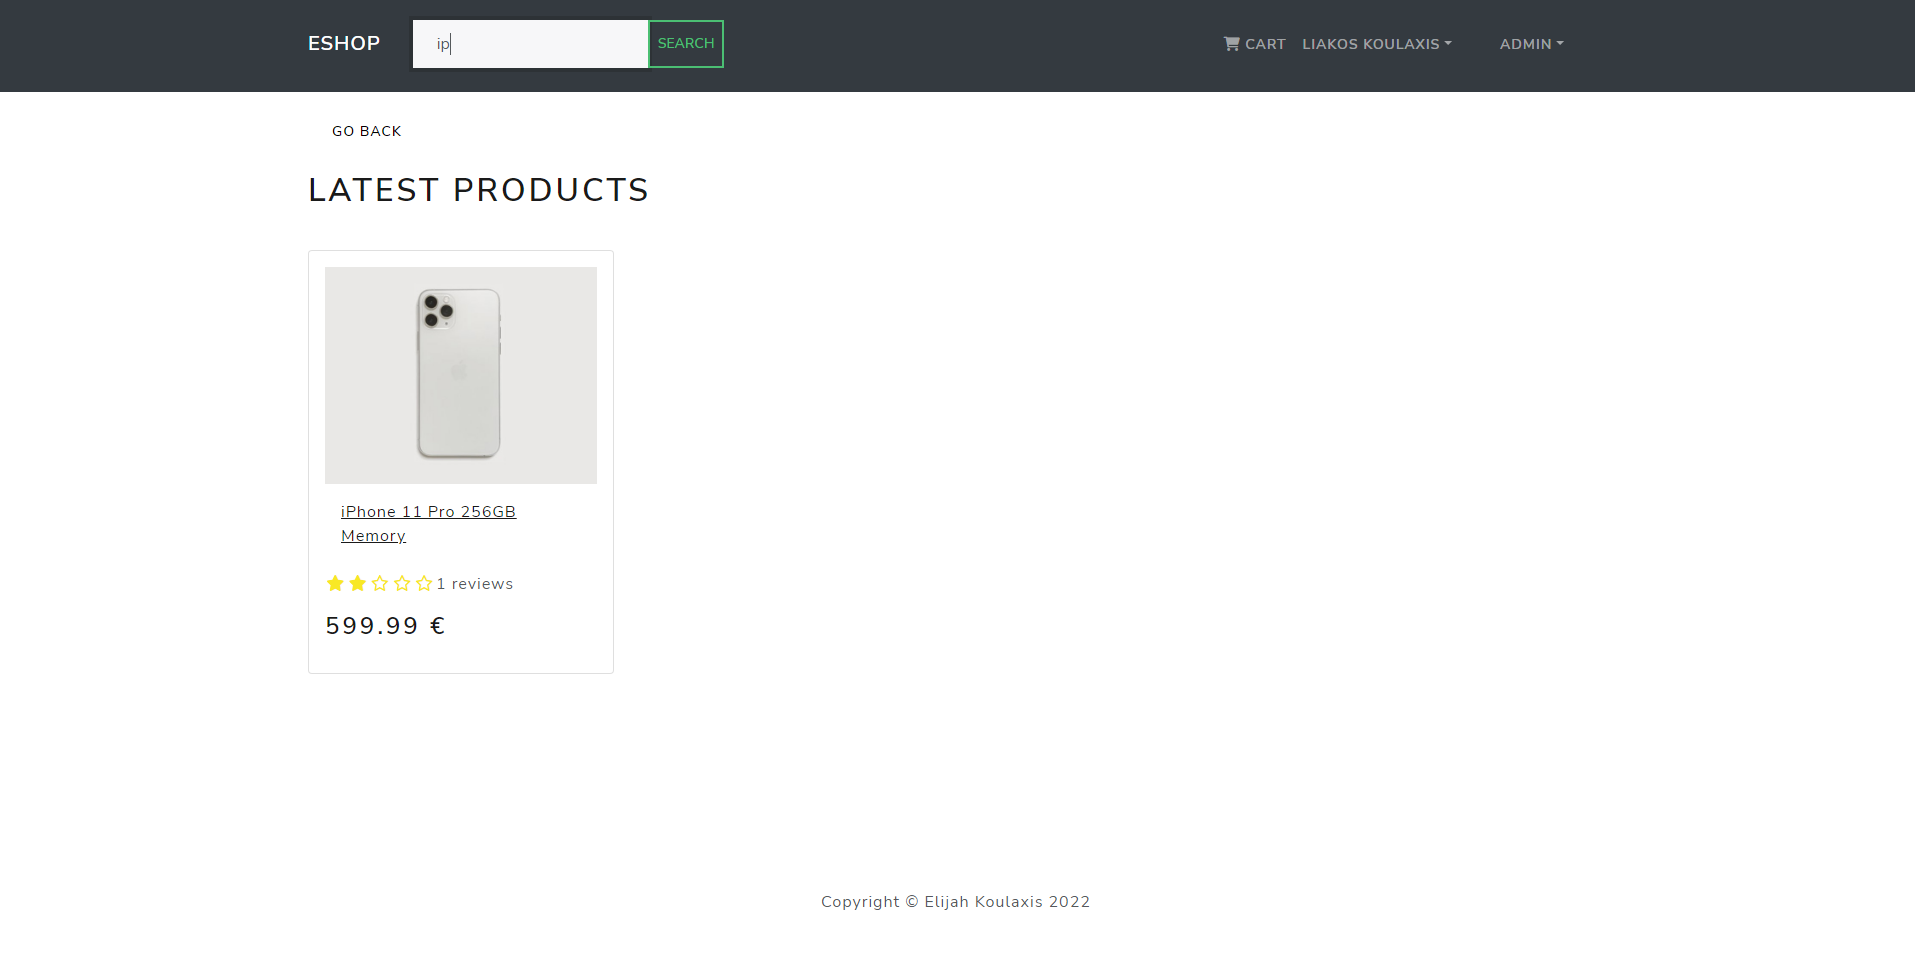 ESHOP
ip
SEARCH
CART
LIAKOS KOULAXIS
ADMIN
GO BACK
LATEST PRODUCTS
iPhone 11 Pro 256GB
Memory
1 reviews
599.99 €
Copyright © Elijah Koulaxis 2022